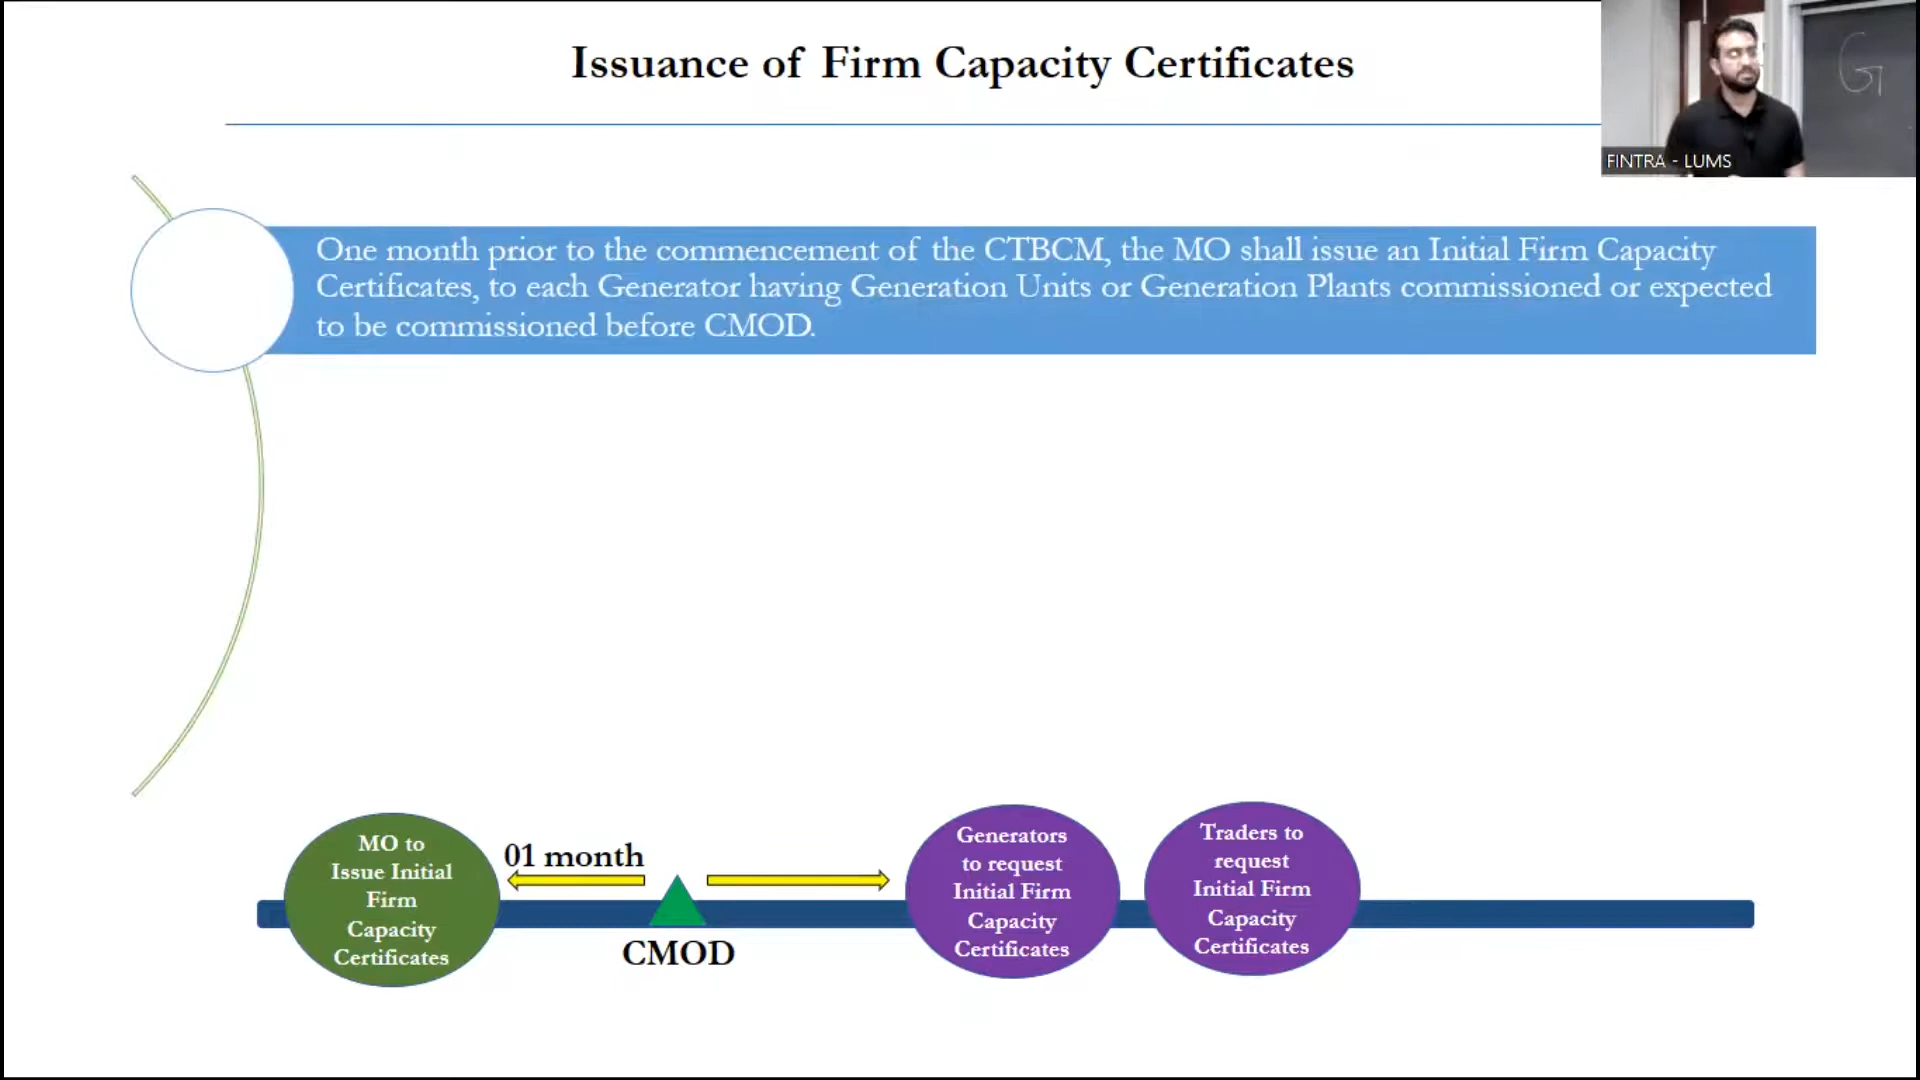 Issuance of Firm Capacity Certificates
G
FINTRA - LUMS
One month prior to the commencement of the CTBCM, the MO shall issue an Initial Firm Capacity
Certificates, to each Generator having Generation Units or Generation Plants commissioned or expected
to be commissioned before CMOD.
MO to
Issue Initial
Firm
Capacity
Certificates
01 month
CMOD
Generators
to request
Initial Firm
Capacity
Certificates
Traders to
request
Initial Firm
Capacity
Certificates